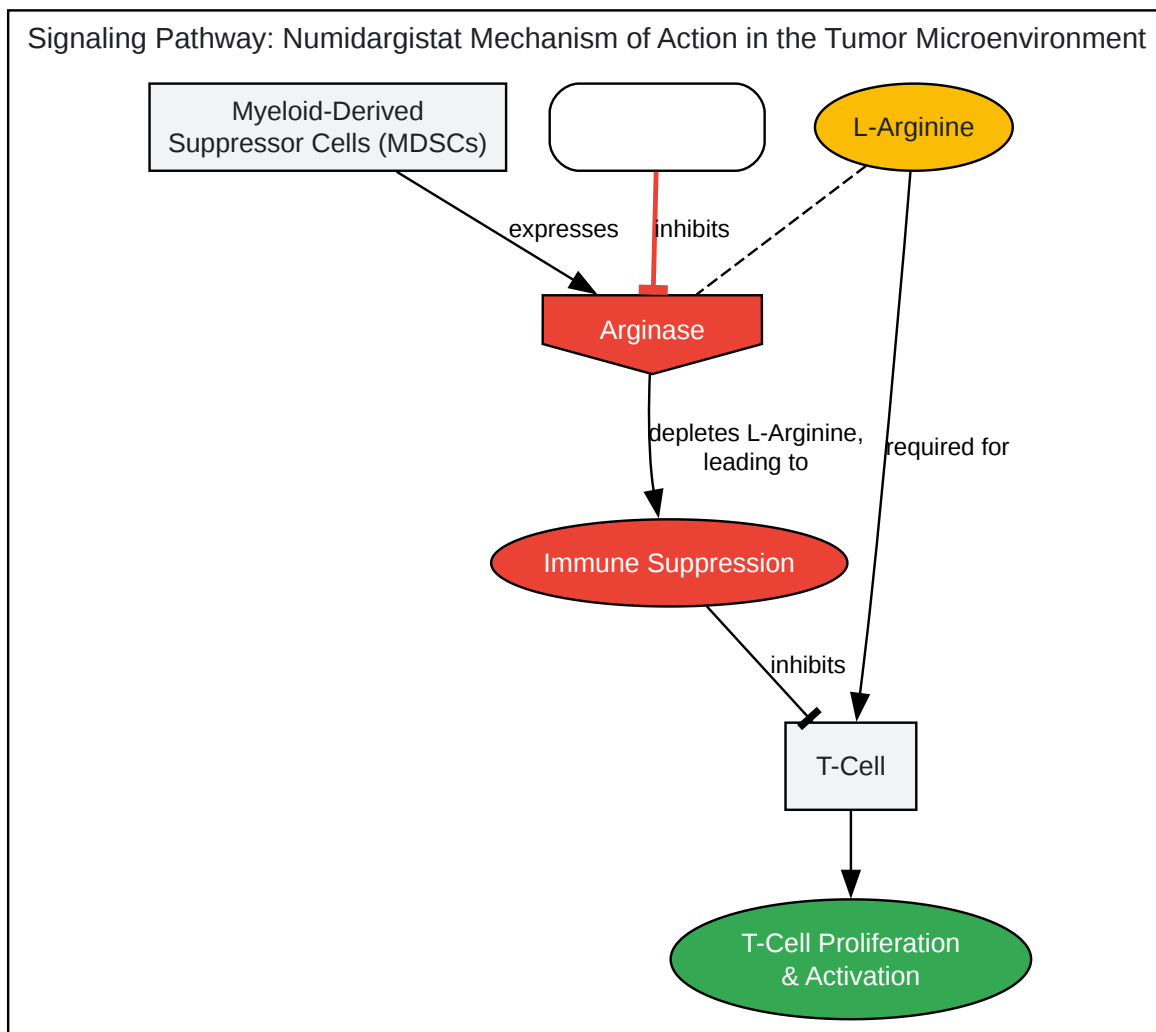 Signaling Pathway: Numidargistat Mechanism of Action in the Tumor Microenvironment
Myeloid-Derived
Suppressor Cells (MDSCs)
L-Arginine
expresses
inhibits
Arginase
depletes L-Arginine,
leading to
required for
Immune Suppression
inhibits
T-Cell
T-Cell Proliferation
& Activation